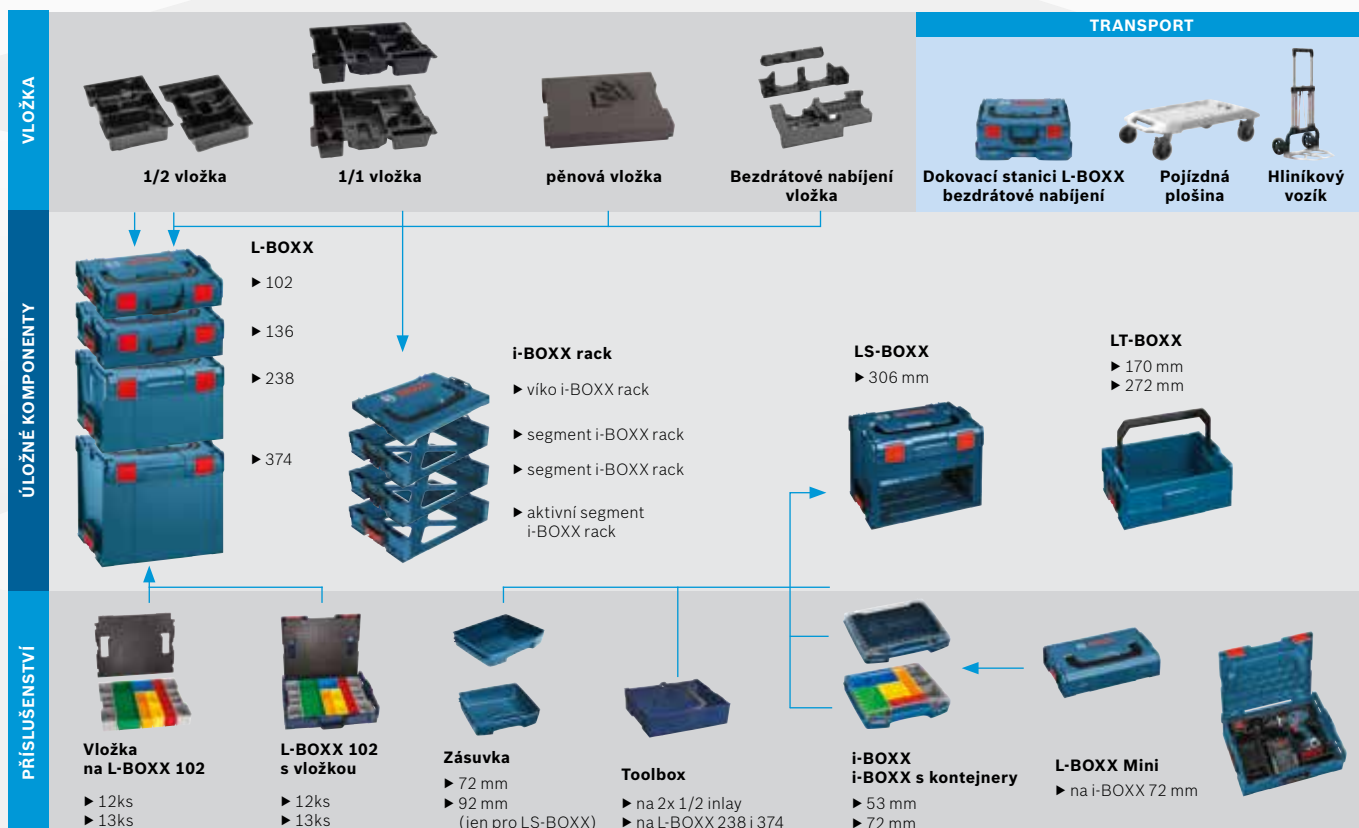 VLOŽKA
TRANSPORT
1/2 vložka
1/1 vložka
pěnová vložka
Bezdrátové nabíjení
vložka
Dokovací stanici L-BOXX
bezdrátové nabíjení
Pojízdná
plošina
Hliníkový
vozík
ÚLOŽNÉ KOMPONENTY
L-BOXX
▶ 102
▶ 136
▶ 238
▶ 374
i-BOXX rack
▶ víko i-BOXX rack
▶ segment i-BOXX rack
▶ segment i-BOXX rack
▶ aktivní segment
i-BOXX rack
LS-BOXX
▶ 306 mm
LT-BOXX
▶ 170 mm
▶ 272 mm
PŘÍSLUŠENSTVÍ
Vložka
na L-BOXX 102
▶ 12ks
▶ 13ks
L-BOXX 102
s vložkou
▶ 12ks
▶ 13ks
Zásuvka
▶ 72 mm
▶ 92 mm
(jen pro LS-BOXX)
Toolbox
▶ na 2x 1/2 inlay
▶ na L-BOXX 238 i 374
i-BOXX
i-BOXX s kontejnery
▶ 53 mm
▶ 72 mm
L-BOXX Mini
▶ na i-BOXX 72 mm